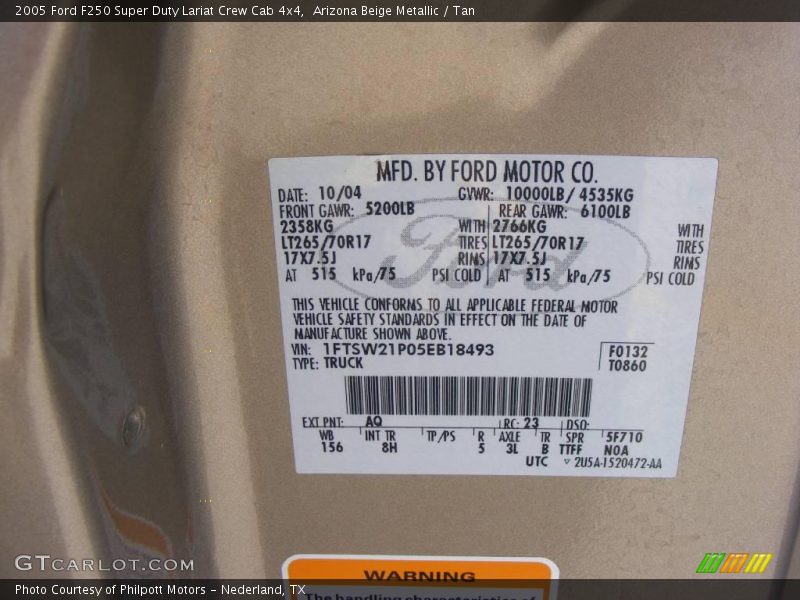 2005 Ford F250 Super Duty Lariat Crew Cab 4x4, Arizona Beige Metallic / Tan
MFD. BY FORD MOTOR CO.
DATE: 10/04 GVWR: 10000LB / 4535KG
FRONT GAWR: 5200LB REAR GAWR: 6100LB
2358KG WITH 2766KG WITH
LT265/70R17 TIRES LT265/70R17 TIRES
17X7.5J RIMS 17X7.5J RIMS
AT 515 kPa/75 PSI COLD AT 515 kPa/75 PSI COLD
Ford
THIS VEHICLE CONFORMS TO ALL APPLICABLE FEDERAL MOTOR
VEHICLE SAFETY STANDARDS IN EFFECT ON THE DATE OF
MANUFACTURE SHOWN ABOVE.
VIN: 1FTSW21P05EB18493 F0132
TYPE: TRUCK T0860
EXT PNT: AQ RC: 23 DSO:
WB INT TR TP/PS R AXLE TR SPR 5F710
156 8H 5 3L B TTFF NOA
UTC 2U5A-1520472-AA
WARNING
The handling characteristics of
GTCARLOT.COM
Photo Courtesy of Philpott Motors - Nederland, TX